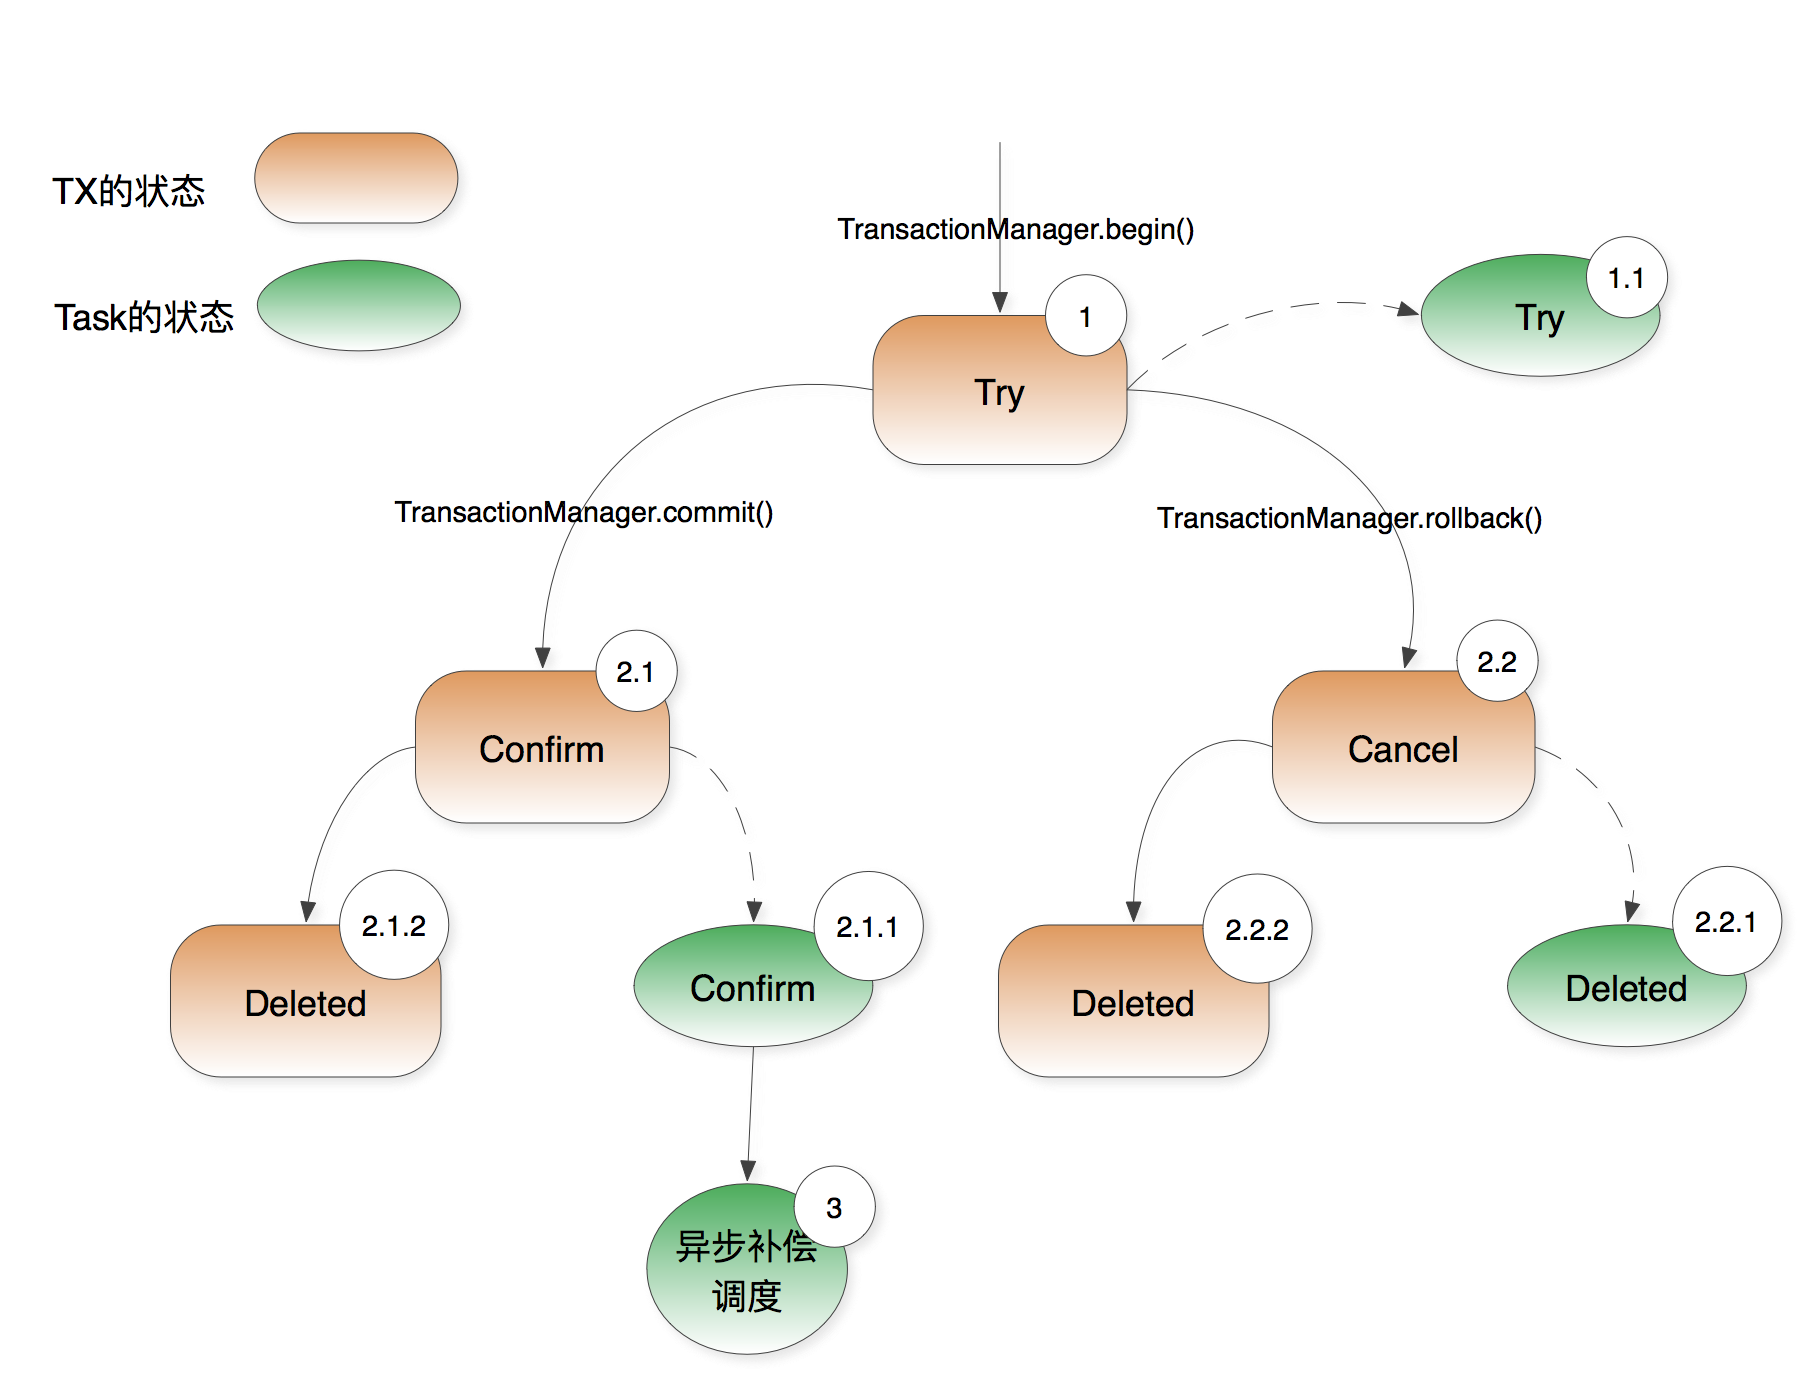 TX的状态
Task的状态
TransactionManager.begin()
1
Try
1.1
Try
TransactionManager.commit()
TransactionManager.rollback()
2.1
Confirm
2.2
Cancel
2.1.2
Deleted
2.1.1
Confirm
2.2.2
Deleted
2.2.1
Deleted
3
异步补偿
调度